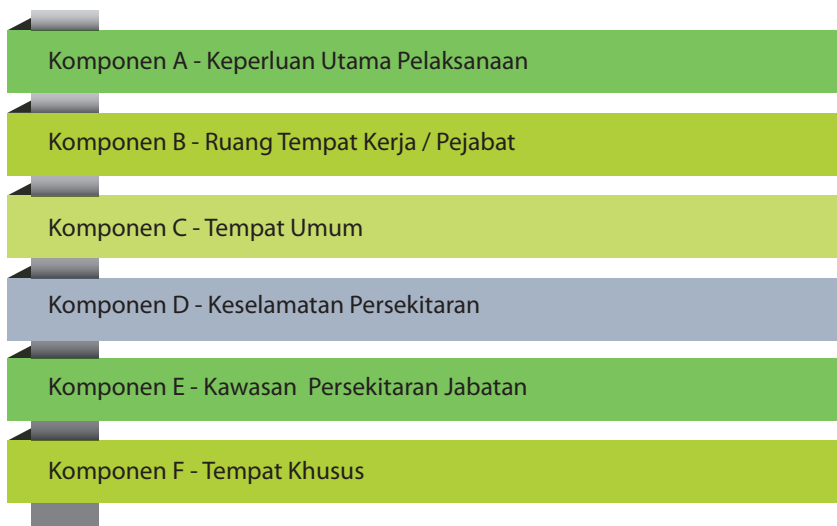 Komponen A - Keperluan Utama Pelaksanaan
Komponen B - Ruang Tempat Kerja / Pejabat
Komponen C - Tempat Umum
Komponen D - Keselamatan Persekitaran
Komponen E - Kawasan  Persekitaran Jabatan
Komponen F - Tempat Khusus